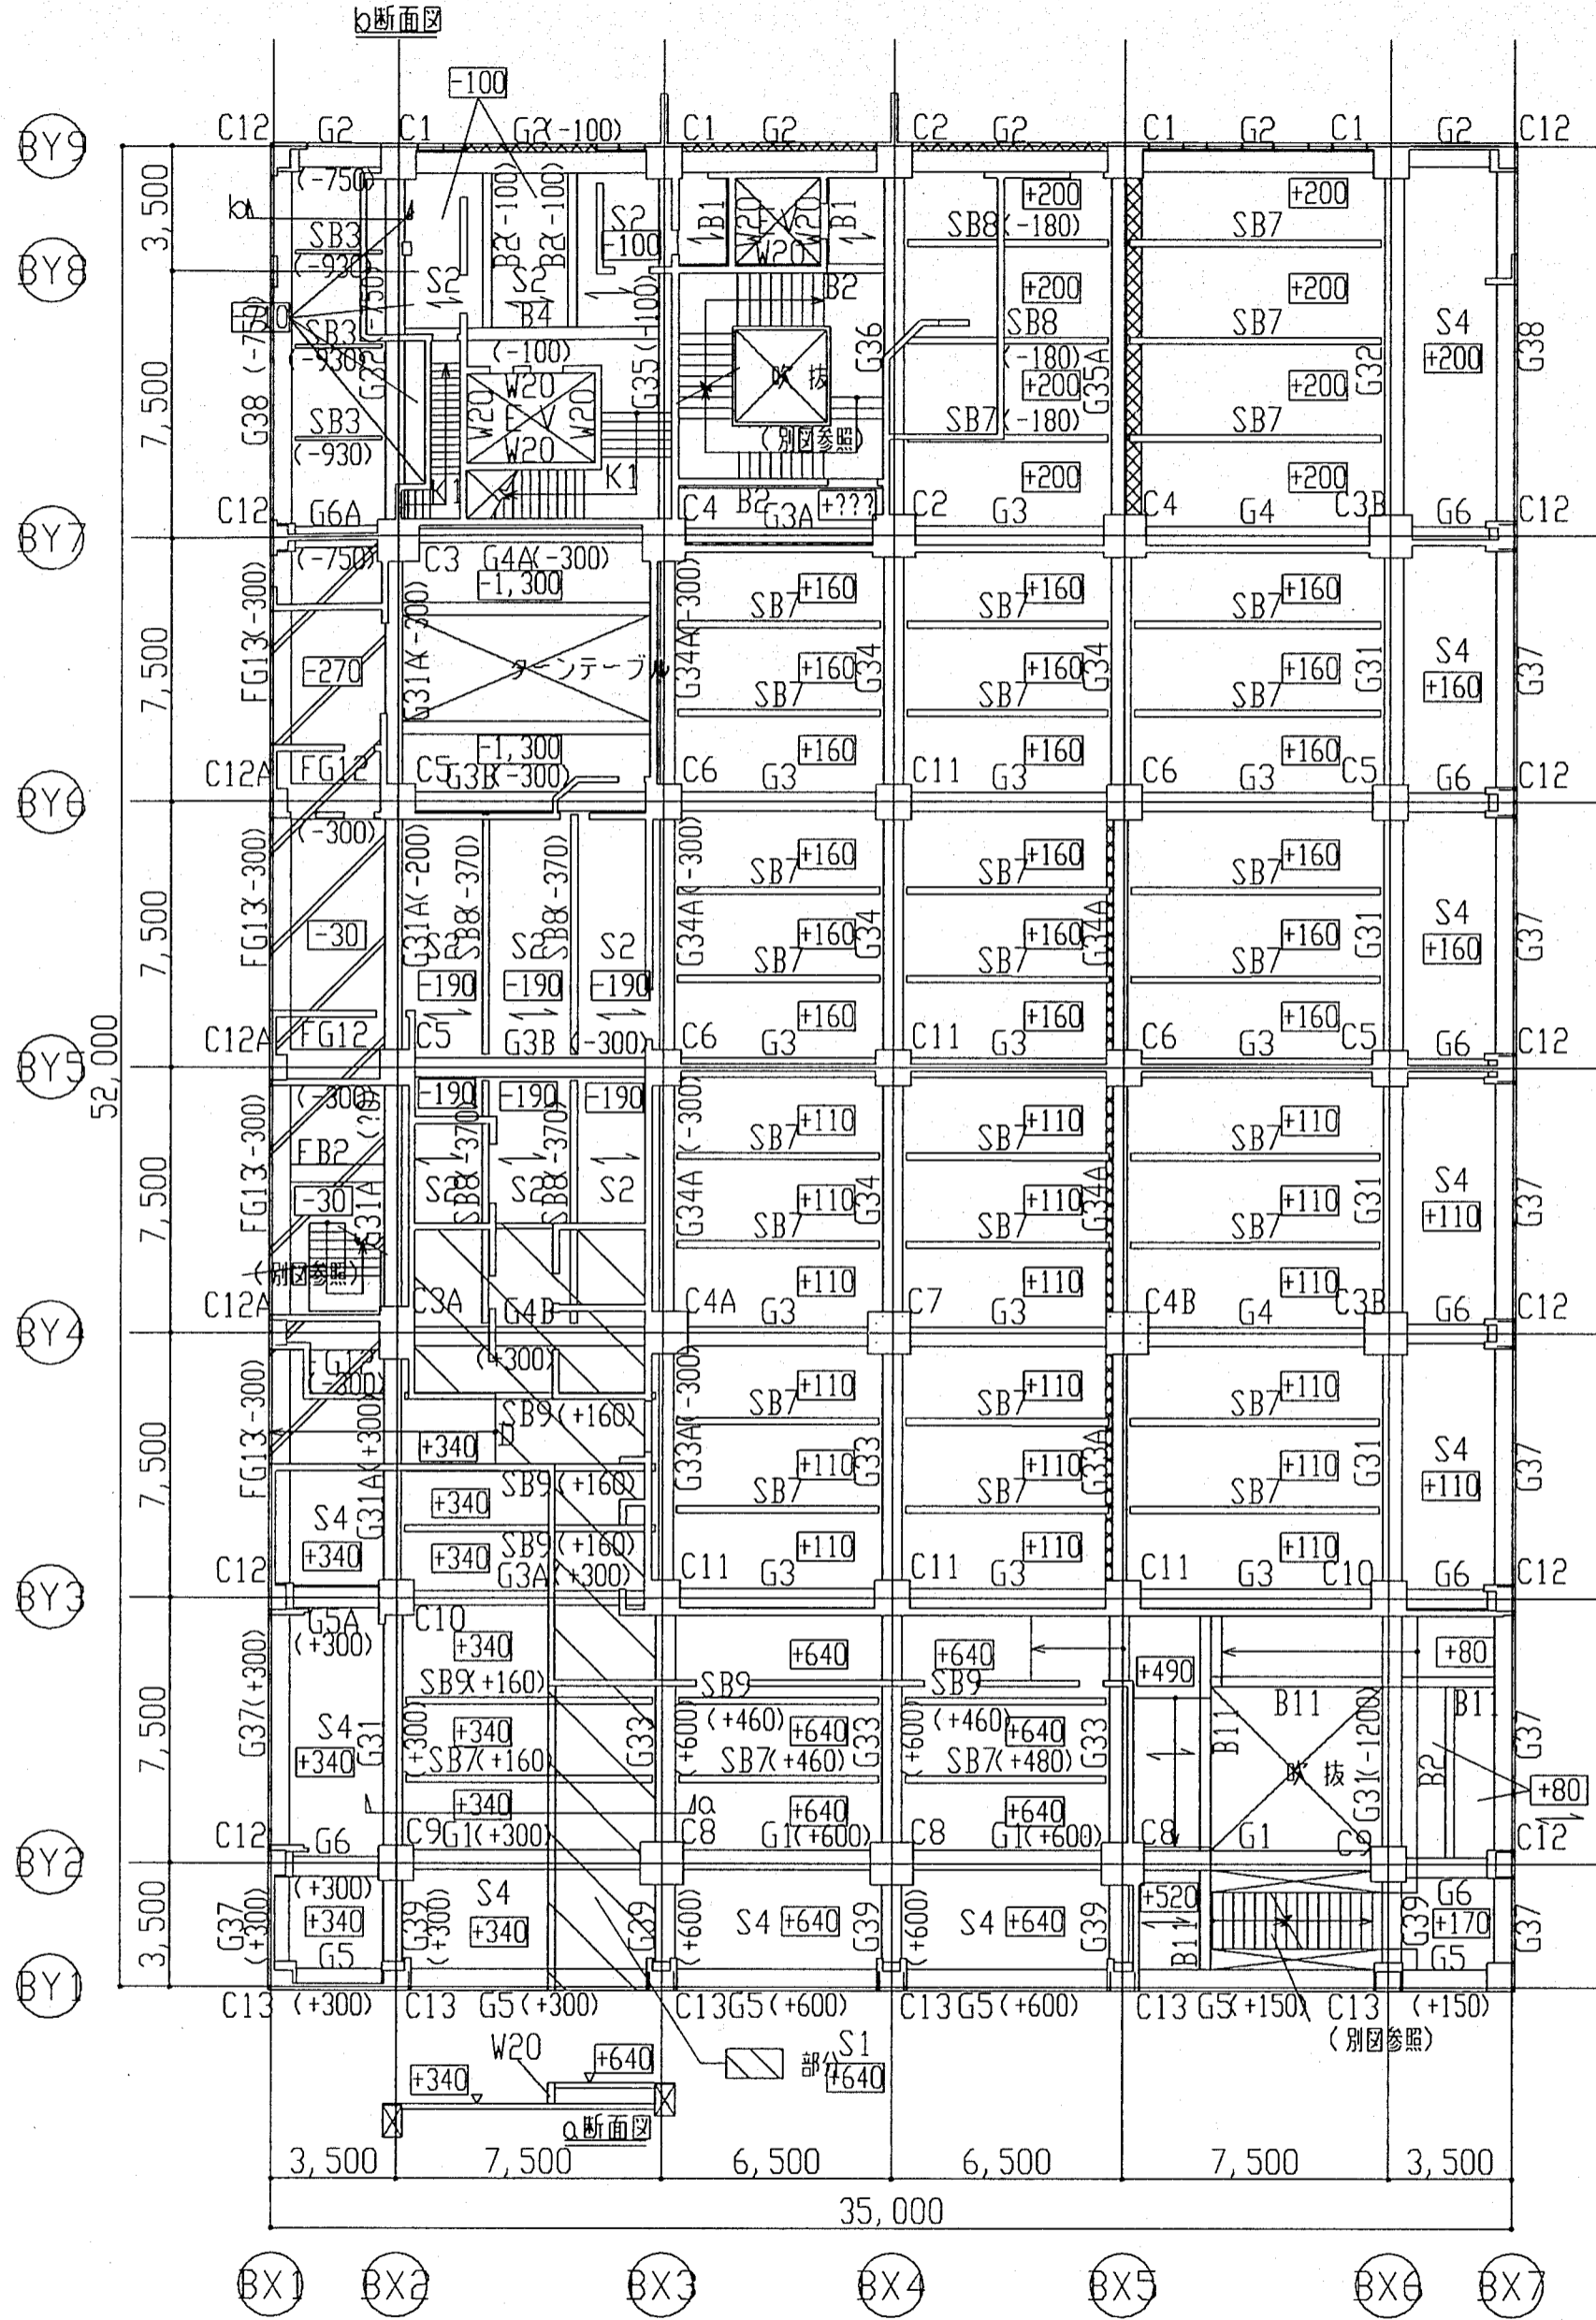 b断面図
-100
BY9 C12 G2 C1 G2(-100) C1 G2 C2 G2 C1 G2 C1 G2 C12
(-750) +200 +200
3,500 b SB3 B2(-100) B2(-100) S2 -100 B1 W20 EV W20 B1 W20 SB8(-180) SB7
BY8 (-930) S2 S2 B2 +200 +200
(-750) SB3 (-750) B4 (-100) (-100) G36 SB8 SB7 S4 +200 G38
7,500 (-930) G32 W20 W20 EV W20 W20 G35 吹 抜 (-180) +200 G35A +200 G32
G38 SB3 (-930) (別図参照) SB7(-180) SB7
K1 K1 B2 +200 +200
BY7 C12 G6A C4 G3A C2 G3 C4 G4 C3B G6 C12
(-750) C3 G4A(-300)
-1,300 +160 +160 +160
FG13(-300) G31A(-300) G34A(-300) SB7 SB7 SB7
7,500 -270 ターンテーブル +160 G34 +160 G34 +160 G31 S4 +160 G37
SB7 SB7 SB7
-1,300 +160 +160 +160
BY6 C12A FG12 C5 G3B(-300) C6 G3 C11 G3 C6 G3 C5 G6 C12
(-300)
FG13(-300) G31A(-200) SB8(-370) SB8(-370) G34A(-300) SB7 +160 SB7 +160 SB7 +160
7,500 -30 S2 S2 S2 +160 G34 +160 G34A +160 G31 S4 +160 G37
-190 -190 -190 SB7 SB7 SB7
52,000 +160 +160 +160
BY5 C12A FG12 C5 G3B (-300) C6 G3 C11 G3 C6 G3 C5 G6 C12
(-300) -190 -190 -190
FG13(-300) FB2 SB8(-370) SB8(-370) G34A (-300) SB7 +110 SB7 +110 SB7 +110
7,500 -30 G31A S2 S2 S2 +110 G34 +110 G34A +110 G31 S4 +110 G37
(別図参照) SB7 SB7 SB7
+110 +110 +110
BY4 C12A C3A G4B C4A G3 C7 G3 C4B G4 C3B G6 C12
(-300) (+300)
FG13(-300) G31A(+300) SB9(+160) G33A(-300) SB7 +110 SB7 +110 SB7 +110
7,500 +340 SB9(+160) +110 G33 +110 G33A +110 G31 S4 +110 G37
S4 +340 +340 SB7 SB7 SB7
+340 SB9(+160) +110 +110 +110
BY3 C12 G3A(+300) C11 G3 C11 G3 C11 G3 C10 G6 C12
G5A (+300) C10
+340 +640 +640 +490 +80
G37(+300) SB9(+160) SB9 (+460) SB9 (+460) B11 B11 B11
7,500 S4 +340 G31 (+300) +340 G33 (+600) +640 G33 (+600) +640 G33 吹 抜 G31(-1200) B2 G37
SB7(+160) SB7(+460) SB7(+480) +80
+340 a +640 +640
BY2 C12 G6 C9 G1(+300) C8 G1(+600) C8 G1(+600) C8 G1 C9 C12
(+300) G6
3,500 G37 (+300) +340 G39 (+300) S4 +340 G39 (+600) S4 +640 G39 (+600) S4 +640 G39 +520 B11 G39 +170 G37
G5 G5
BY1 C13 (+300) C13 G5(+300) C13 G5(+600) C13 G5(+600) C13 G5(+150) C13 (+150)
(別図参照)
W20 +640 部分 S1 +640
+340
a断面図
3,500 7,500 6,500 6,500 7,500 3,500
35,000
BX1 BX2 BX3 BX4 BX5 BX6 BX7